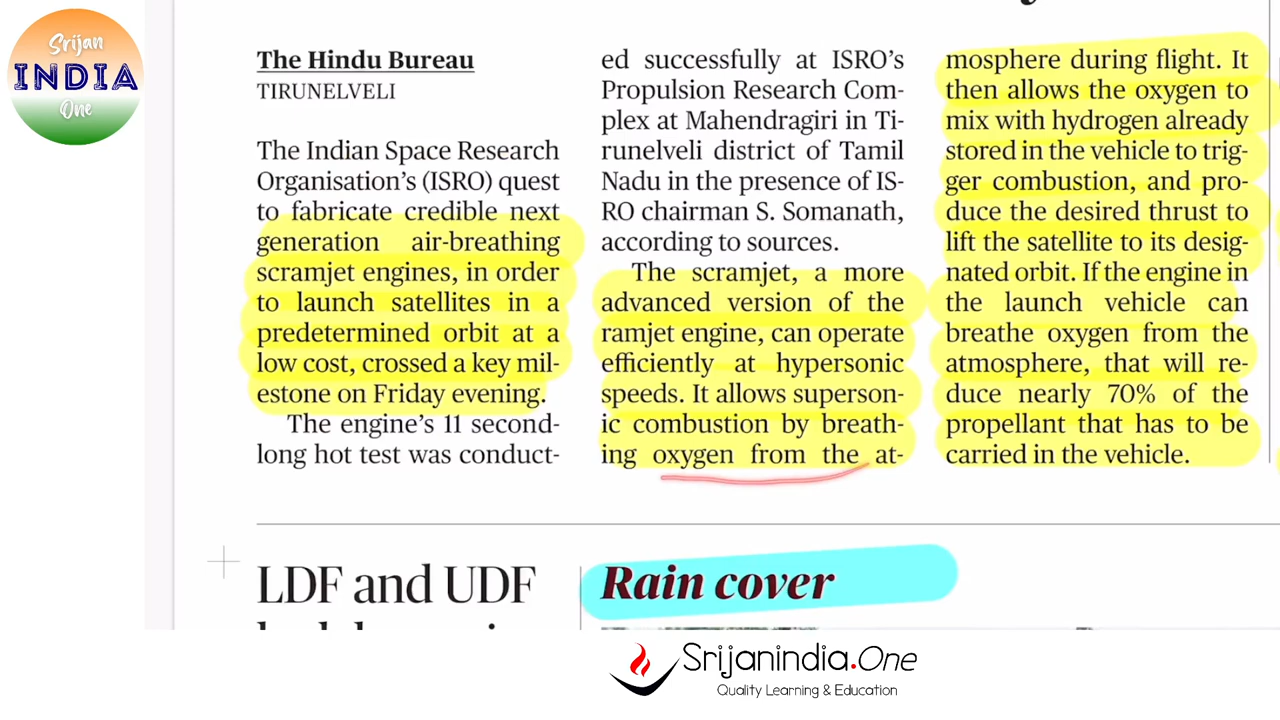 Srijan
INDIA
One
The Hindu Bureau
TIRUNELVELI
The Indian Space Research
Organisation's (ISRO) quest
to fabricate credible next
generation air-breathing
scramjet engines, in order
to launch satellites in a
predetermined orbit at a
low cost, crossed a key mil-
estone on Friday evening.
The engine's 11 second-
long hot test was conduct-
ed successfully at ISRO's
Propulsion Research Com-
plex at Mahendragiri in Ti-
runelveli district of Tamil
Nadu in the presence of IS-
RO chairman S. Somanath,
according to sources.
The scramjet, a more
advanced version of the
ramjet engine, can operate
efficiently at hypersonic
speeds. It allows superson-
ic combustion by breath-
ing oxygen from the at-
mosphere during flight. It
then allows the oxygen to
mix with hydrogen already
stored in the vehicle to trig-
ger combustion, and pro-
duce the desired thrust to
lift the satellite to its desig-
nated orbit. If the engine in
the launch vehicle can
breathe oxygen from the
atmosphere, that will re-
duce nearly 70% of the
propellant that has to be
carried in the vehicle.
LDF and UDF
Rain cover
Srijanindia.One
Quality Learning & Education